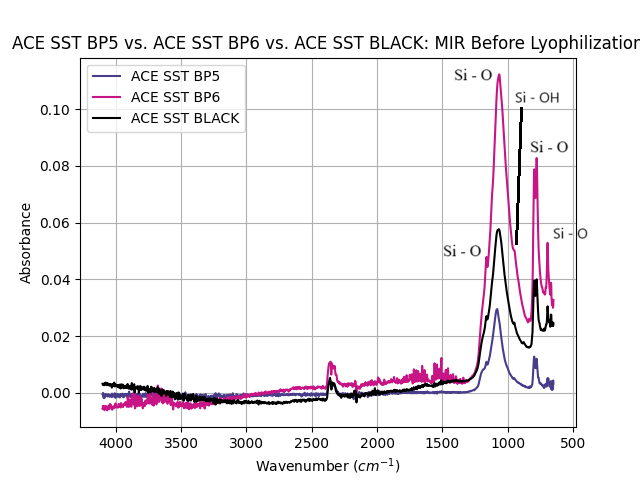 ACE SST BP5 vs. ACE SST BP6 vs. ACE SST BLACK: MIR Before Lyophilization
ACE SST BP5
ACE SST BP6
ACE SST BLACK
Si - O
Si - OH
Si - O
Si - O
Si - O
0.10
0.08
0.06
0.04
0.02
0.00
Absorbance
4000 3500 3000 2500 2000 1500 1000 500
Wavenumber (cm⁻¹)